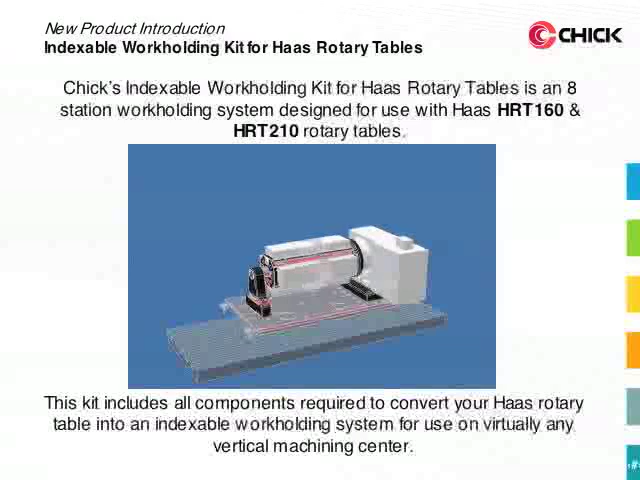 New Product Introduction
Indexable Workholding Kit for Haas Rotary Tables
CHICK
Chick's Indexable Workholding Kit for Haas Rotary Tables is an 8
station workholding system designed for use with Haas HRT160 &
HRT210 rotary tables.
This kit includes all components required to convert your Haas rotary
table into an indexable workholding system for use on virtually any
vertical machining center.
‹#›